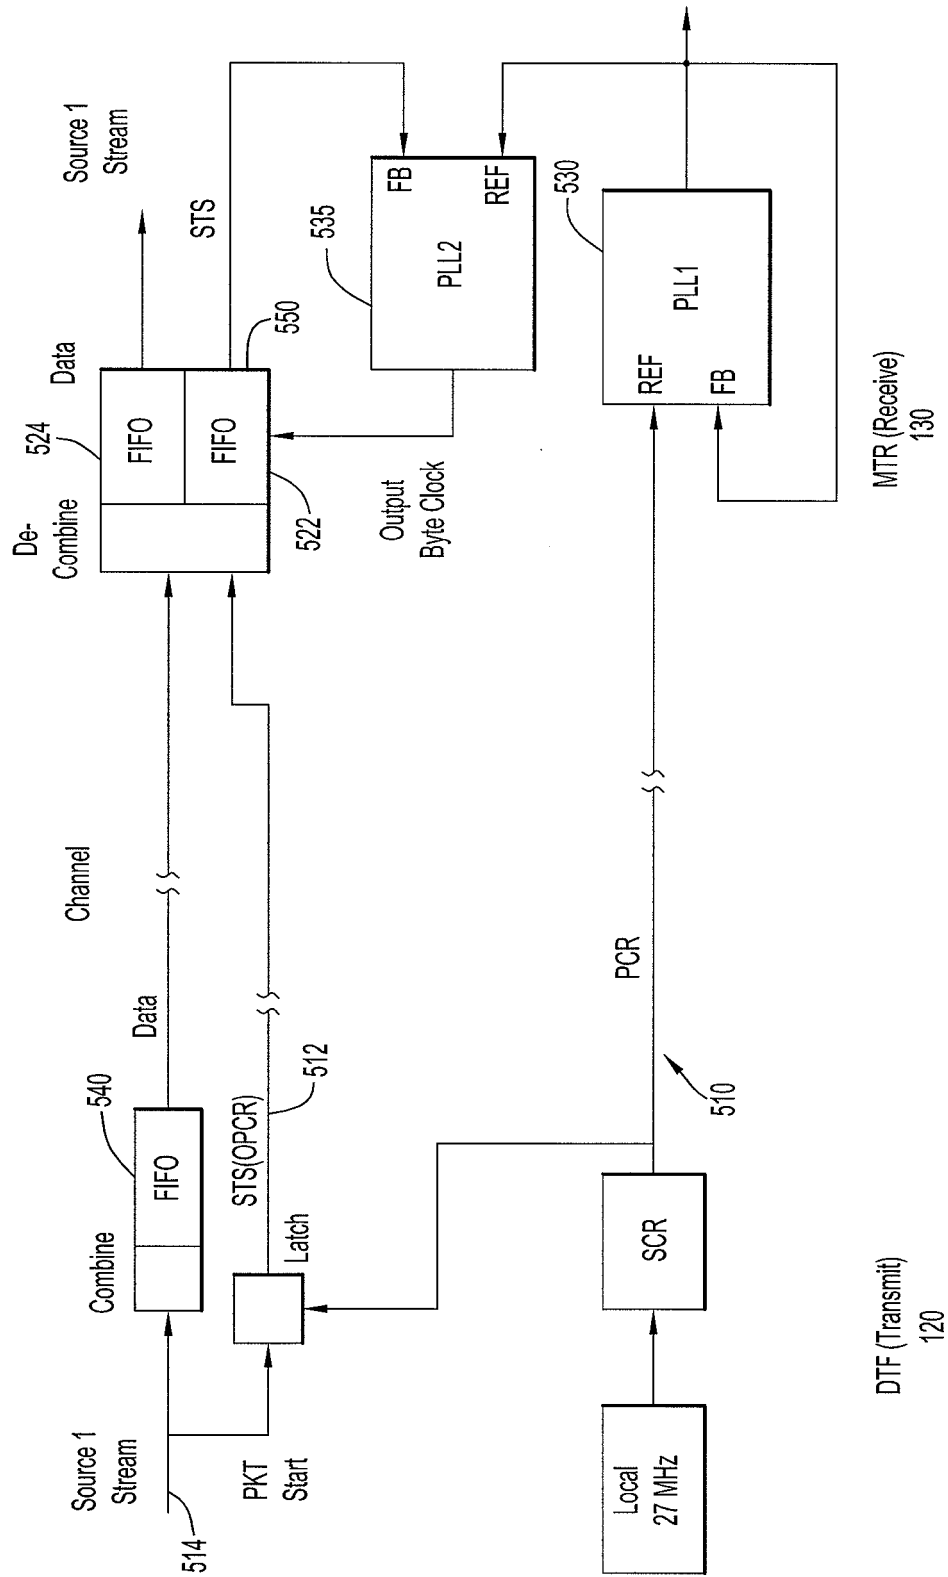 Source 1
Stream
514
PKT
Start
Combine
540
FIFO
Latch
STS(OPCR)
512
Data
Channel
De-
Combine
524
Data
FIFO
FIFO
522
550
Source 1
Stream
STS
Output
Byte Clock
535
PLL2
FB
REF
Local
27 MHz
SCR
510
PCR
530
REF
FB
PLL1
DTF (Transmit)
120
MTR (Receive)
130